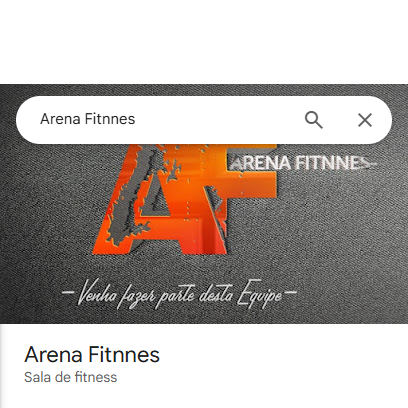 Arena Fitnnes
AF
ARENA FITNNES
Venha fazer parte desta Equipe
Arena Fitnnes
Sala de fitness